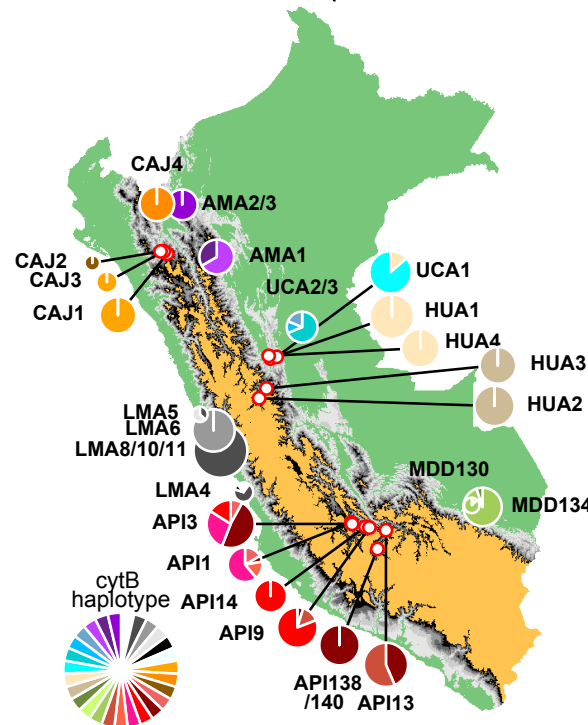 CAJ4
AMA2/3
AMA1
CAJ2
CAJ3
CAJ1
UCA2/3
UCA1
HUA1
HUA4
HUA3
HUA2
LMA5
LMA6
LMA8/10/11
LMA4
MDD130
MDD134
API3
API1
API14
API9
API138
/140
API13
cytB
haplotype